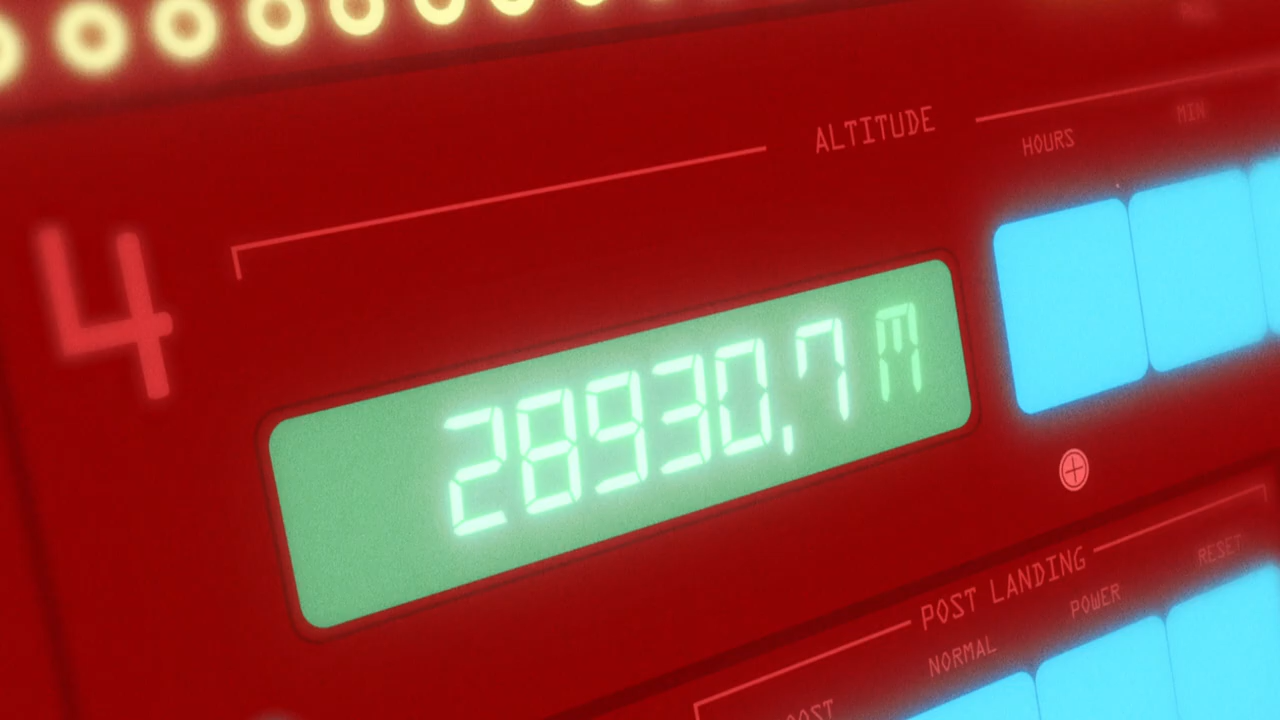 ALTITUDE
HOURS
MIN
4
28930,7 m
POST LANDING
RESET
POWER
NORMAL